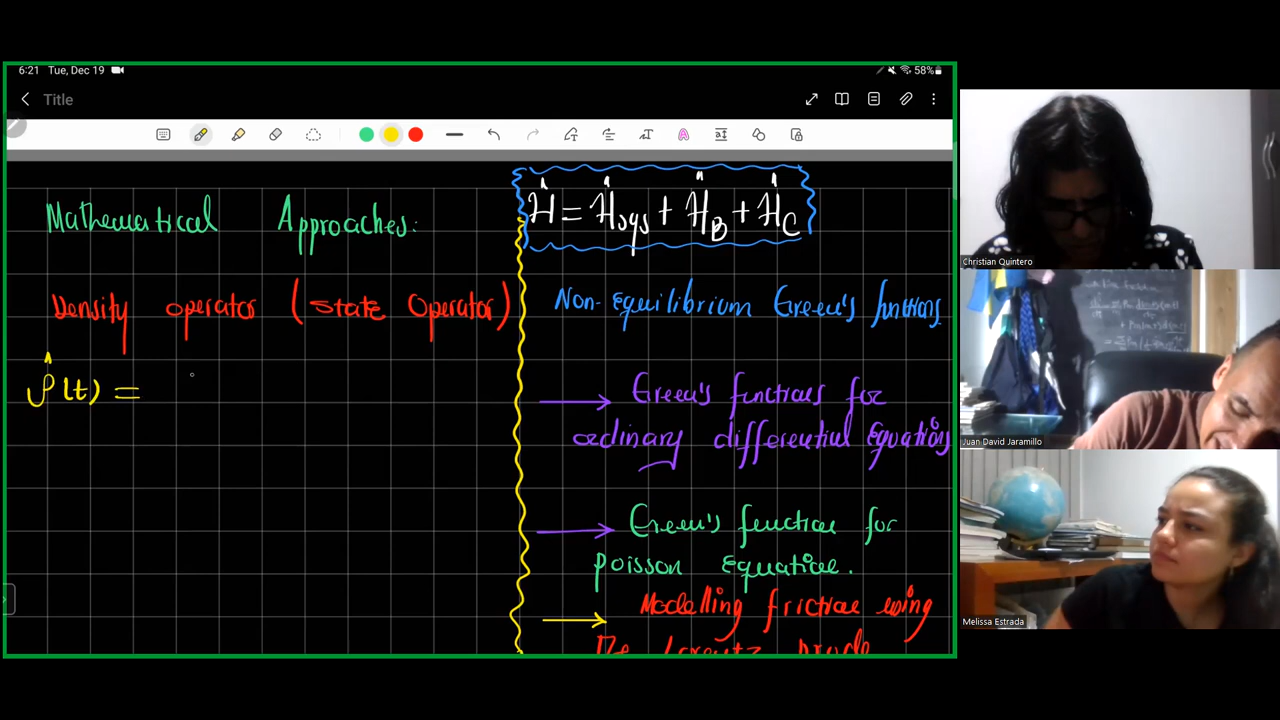 6:21 Tue, Dec 19
58%
Title
Mathematical Approaches:
Density operator (state Operator)
ρ̂(t) =
Ĥ = Ĥsys + ĤB + ĤC
Non-Equilibrium Green's functions
Green's functions for
ordinary differential Equations
Green's function for
poisson Equation.
Modelling friction using
The Lorentz
Christian Quintero
Juan David Jaramillo
Melissa Estrada